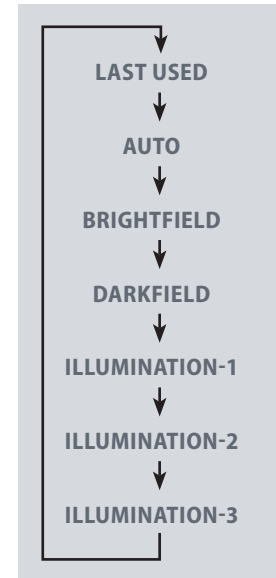 LAST USED
AUTO
BRIGHTFIELD
DARKFIELD
ILLUMINATION-1
ILLUMINATION-2
ILLUMINATION-3